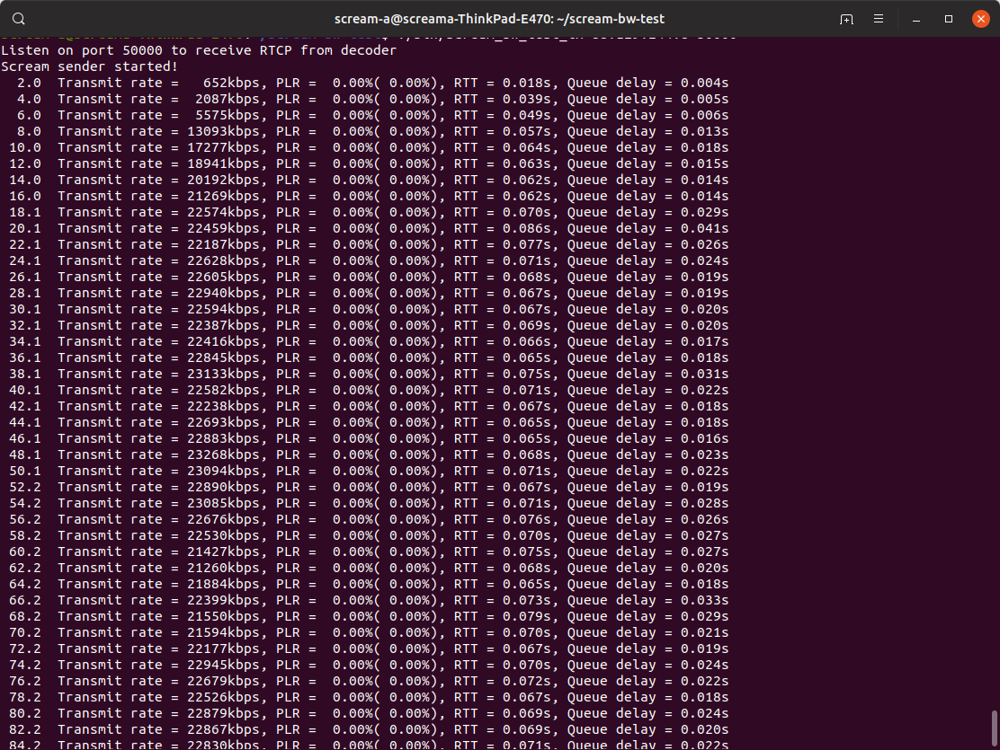 scream-a@screama-ThinkPad-E470: ~/scream-bw-test
Listen on port 50000 to receive RTCP from decoder
Scream sender started!
2.0 Transmit rate = 652kbps, PLR = 0.00%( 0.00%), RTT = 0.018s, Queue delay = 0.004s
4.0 Transmit rate = 2087kbps, PLR = 0.00%( 0.00%), RTT = 0.039s, Queue delay = 0.005s
6.0 Transmit rate = 5575kbps, PLR = 0.00%( 0.00%), RTT = 0.049s, Queue delay = 0.006s
8.0 Transmit rate = 13093kbps, PLR = 0.00%( 0.00%), RTT = 0.057s, Queue delay = 0.013s
10.0 Transmit rate = 17277kbps, PLR = 0.00%( 0.00%), RTT = 0.064s, Queue delay = 0.018s
12.0 Transmit rate = 18941kbps, PLR = 0.00%( 0.00%), RTT = 0.063s, Queue delay = 0.015s
14.0 Transmit rate = 20192kbps, PLR = 0.00%( 0.00%), RTT = 0.062s, Queue delay = 0.014s
16.0 Transmit rate = 21269kbps, PLR = 0.00%( 0.00%), RTT = 0.062s, Queue delay = 0.014s
18.1 Transmit rate = 22574kbps, PLR = 0.00%( 0.00%), RTT = 0.070s, Queue delay = 0.029s
20.1 Transmit rate = 22459kbps, PLR = 0.00%( 0.00%), RTT = 0.086s, Queue delay = 0.041s
22.1 Transmit rate = 22187kbps, PLR = 0.00%( 0.00%), RTT = 0.077s, Queue delay = 0.026s
24.1 Transmit rate = 22628kbps, PLR = 0.00%( 0.00%), RTT = 0.071s, Queue delay = 0.024s
26.1 Transmit rate = 22605kbps, PLR = 0.00%( 0.00%), RTT = 0.068s, Queue delay = 0.019s
28.1 Transmit rate = 22940kbps, PLR = 0.00%( 0.00%), RTT = 0.067s, Queue delay = 0.019s
30.1 Transmit rate = 22594kbps, PLR = 0.00%( 0.00%), RTT = 0.067s, Queue delay = 0.020s
32.1 Transmit rate = 22387kbps, PLR = 0.00%( 0.00%), RTT = 0.069s, Queue delay = 0.020s
34.1 Transmit rate = 22416kbps, PLR = 0.00%( 0.00%), RTT = 0.066s, Queue delay = 0.017s
36.1 Transmit rate = 22845kbps, PLR = 0.00%( 0.00%), RTT = 0.065s, Queue delay = 0.018s
38.1 Transmit rate = 23133kbps, PLR = 0.00%( 0.00%), RTT = 0.075s, Queue delay = 0.031s
40.1 Transmit rate = 22582kbps, PLR = 0.00%( 0.00%), RTT = 0.071s, Queue delay = 0.022s
42.1 Transmit rate = 22238kbps, PLR = 0.00%( 0.00%), RTT = 0.067s, Queue delay = 0.018s
44.1 Transmit rate = 22693kbps, PLR = 0.00%( 0.00%), RTT = 0.065s, Queue delay = 0.018s
46.1 Transmit rate = 22883kbps, PLR = 0.00%( 0.00%), RTT = 0.065s, Queue delay = 0.016s
48.1 Transmit rate = 23268kbps, PLR = 0.00%( 0.00%), RTT = 0.068s, Queue delay = 0.023s
50.1 Transmit rate = 23094kbps, PLR = 0.00%( 0.00%), RTT = 0.071s, Queue delay = 0.022s
52.2 Transmit rate = 22890kbps, PLR = 0.00%( 0.00%), RTT = 0.067s, Queue delay = 0.019s
54.2 Transmit rate = 23085kbps, PLR = 0.00%( 0.00%), RTT = 0.071s, Queue delay = 0.028s
56.2 Transmit rate = 22676kbps, PLR = 0.00%( 0.00%), RTT = 0.076s, Queue delay = 0.026s
58.2 Transmit rate = 22530kbps, PLR = 0.00%( 0.00%), RTT = 0.070s, Queue delay = 0.027s
60.2 Transmit rate = 21427kbps, PLR = 0.00%( 0.00%), RTT = 0.075s, Queue delay = 0.027s
62.2 Transmit rate = 21260kbps, PLR = 0.00%( 0.00%), RTT = 0.068s, Queue delay = 0.020s
64.2 Transmit rate = 21884kbps, PLR = 0.00%( 0.00%), RTT = 0.065s, Queue delay = 0.018s
66.2 Transmit rate = 22399kbps, PLR = 0.00%( 0.00%), RTT = 0.073s, Queue delay = 0.033s
68.2 Transmit rate = 21550kbps, PLR = 0.00%( 0.00%), RTT = 0.079s, Queue delay = 0.029s
70.2 Transmit rate = 21594kbps, PLR = 0.00%( 0.00%), RTT = 0.070s, Queue delay = 0.021s
72.2 Transmit rate = 22177kbps, PLR = 0.00%( 0.00%), RTT = 0.067s, Queue delay = 0.019s
74.2 Transmit rate = 22945kbps, PLR = 0.00%( 0.00%), RTT = 0.070s, Queue delay = 0.024s
76.2 Transmit rate = 22679kbps, PLR = 0.00%( 0.00%), RTT = 0.072s, Queue delay = 0.022s
78.2 Transmit rate = 22526kbps, PLR = 0.00%( 0.00%), RTT = 0.067s, Queue delay = 0.018s
80.2 Transmit rate = 22879kbps, PLR = 0.00%( 0.00%), RTT = 0.069s, Queue delay = 0.024s
82.2 Transmit rate = 22867kbps, PLR = 0.00%( 0.00%), RTT = 0.069s, Queue delay = 0.020s
84.2 Transmit rate = 22830kbps, PLR = 0.00%( 0.00%), RTT = 0.071s, Queue delay = 0.022s